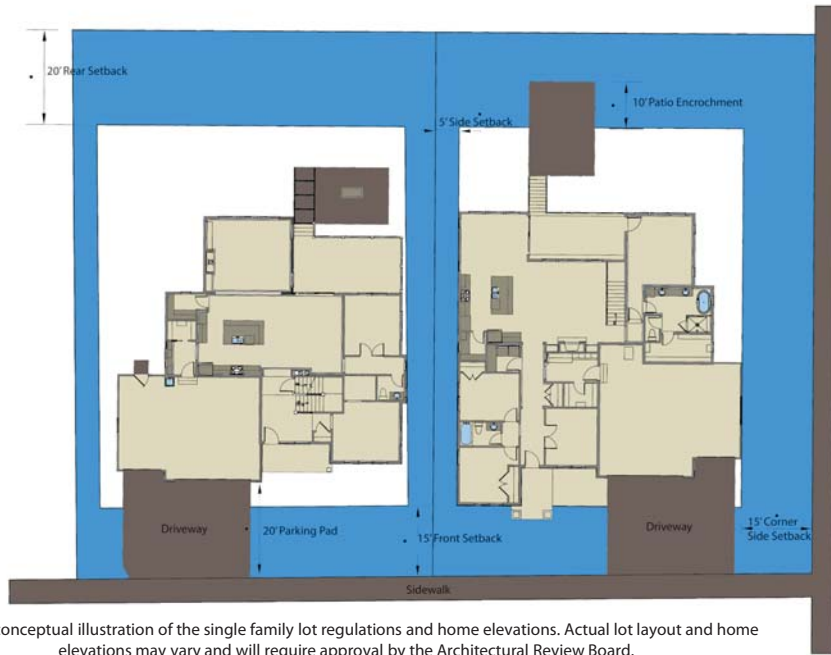 20' Rear Setback
10' Patio Encrochment
5' Side Setback
Driveway
20' Parking Pad
15' Front Setback
Driveway
15' Corner
Side Setback
Sidewalk
conceptual illustration of the single family lot regulations and home elevations. Actual lot layout and home
elevations may vary and will require approval by the Architectural Review Board.